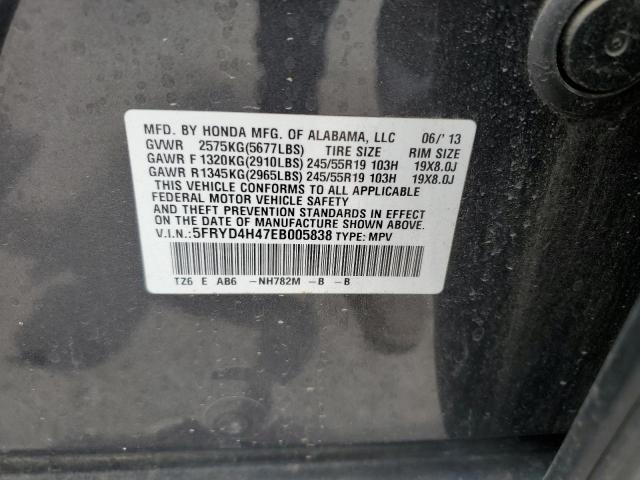 MFD. BY HONDA MFG. OF ALABAMA, LLC 06/'13
GVWR 2575KG(5677LBS) TIRE SIZE RIM SIZE
GAWR F 1320KG(2910LBS) 245/55R19 103H 19X8.0J
GAWR R 1345KG(2965LBS) 245/55R19 103H 19X8.0J
THIS VEHICLE CONFORMS TO ALL APPLICABLE
FEDERAL MOTOR VEHICLE SAFETY
AND THEFT PREVENTION STANDARDS IN EFFECT
ON THE DATE OF MANUFACTURE SHOWN ABOVE.
V.I.N.:5FRYD4H47EB005838 TYPE: MPV
TZ6 E AB6 -NH782M -B -B